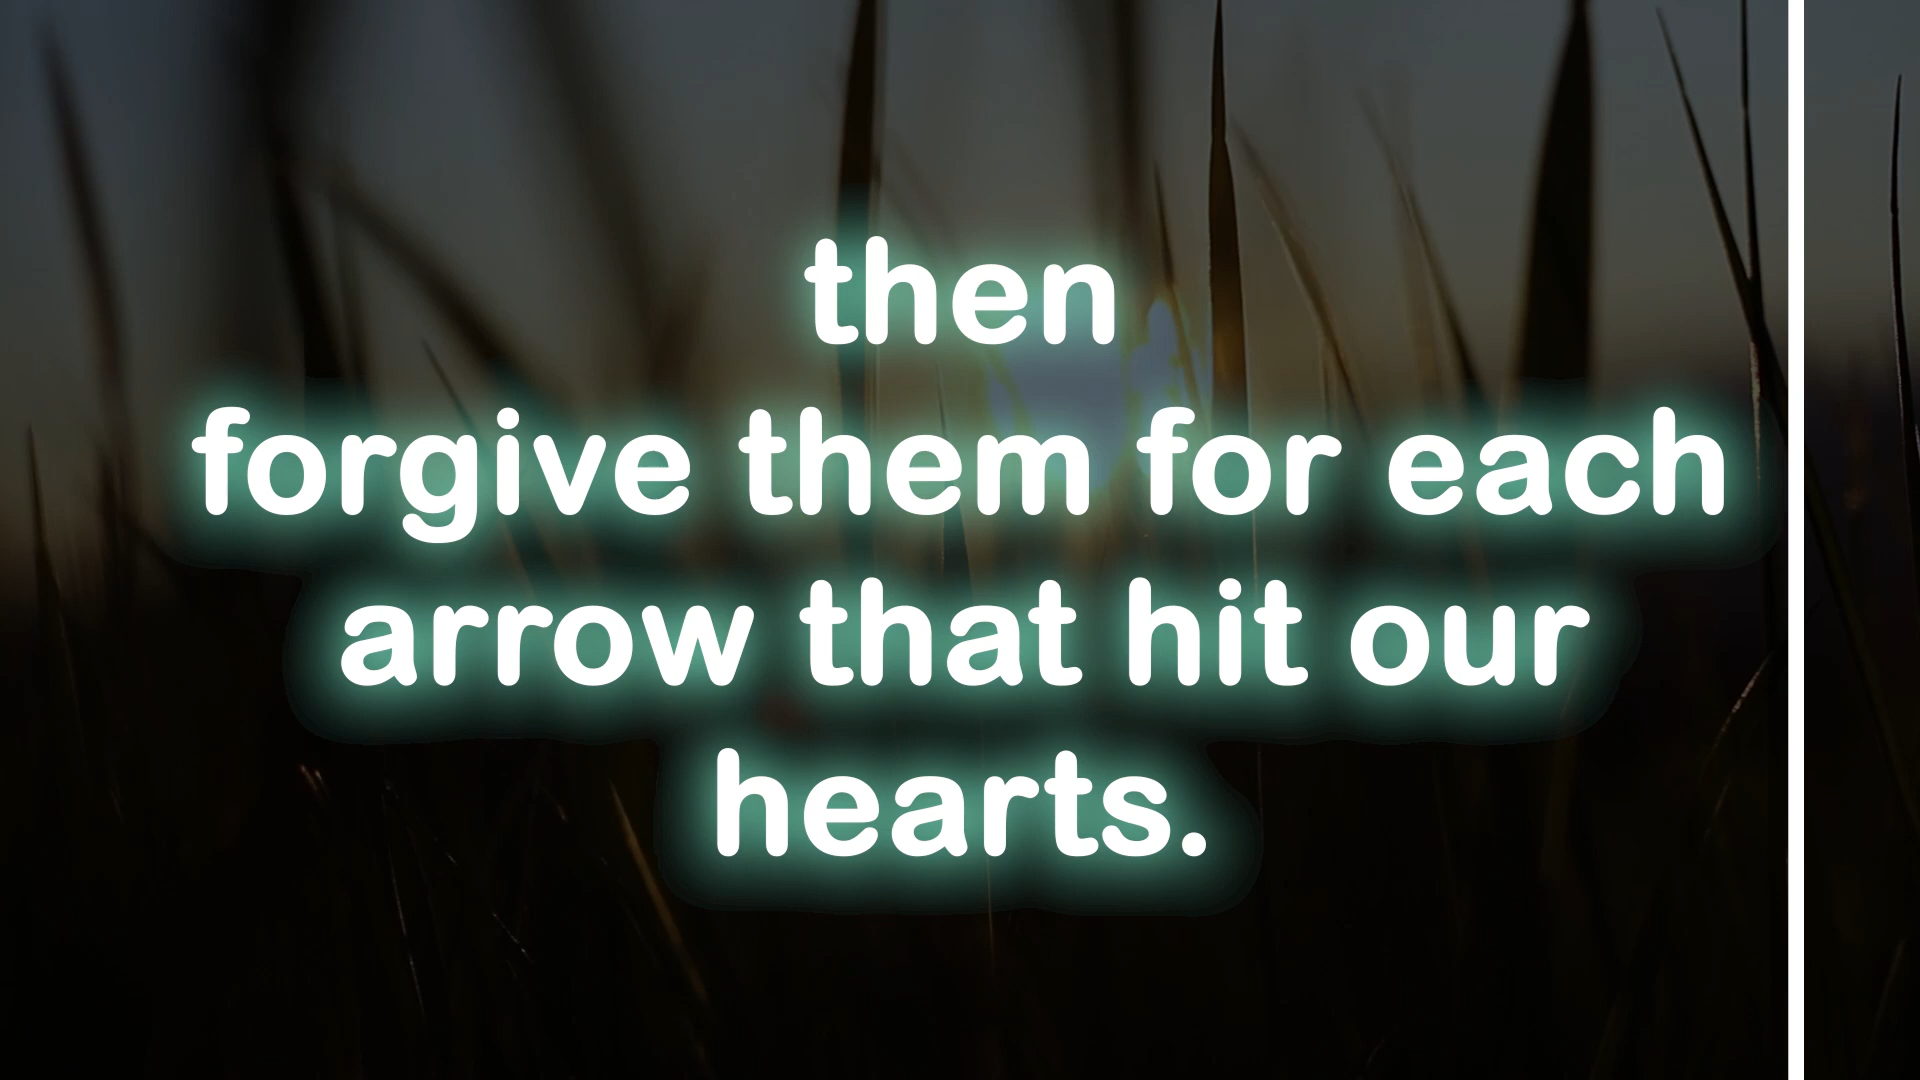 then
forgive them for each
arrow that hit our
hearts.